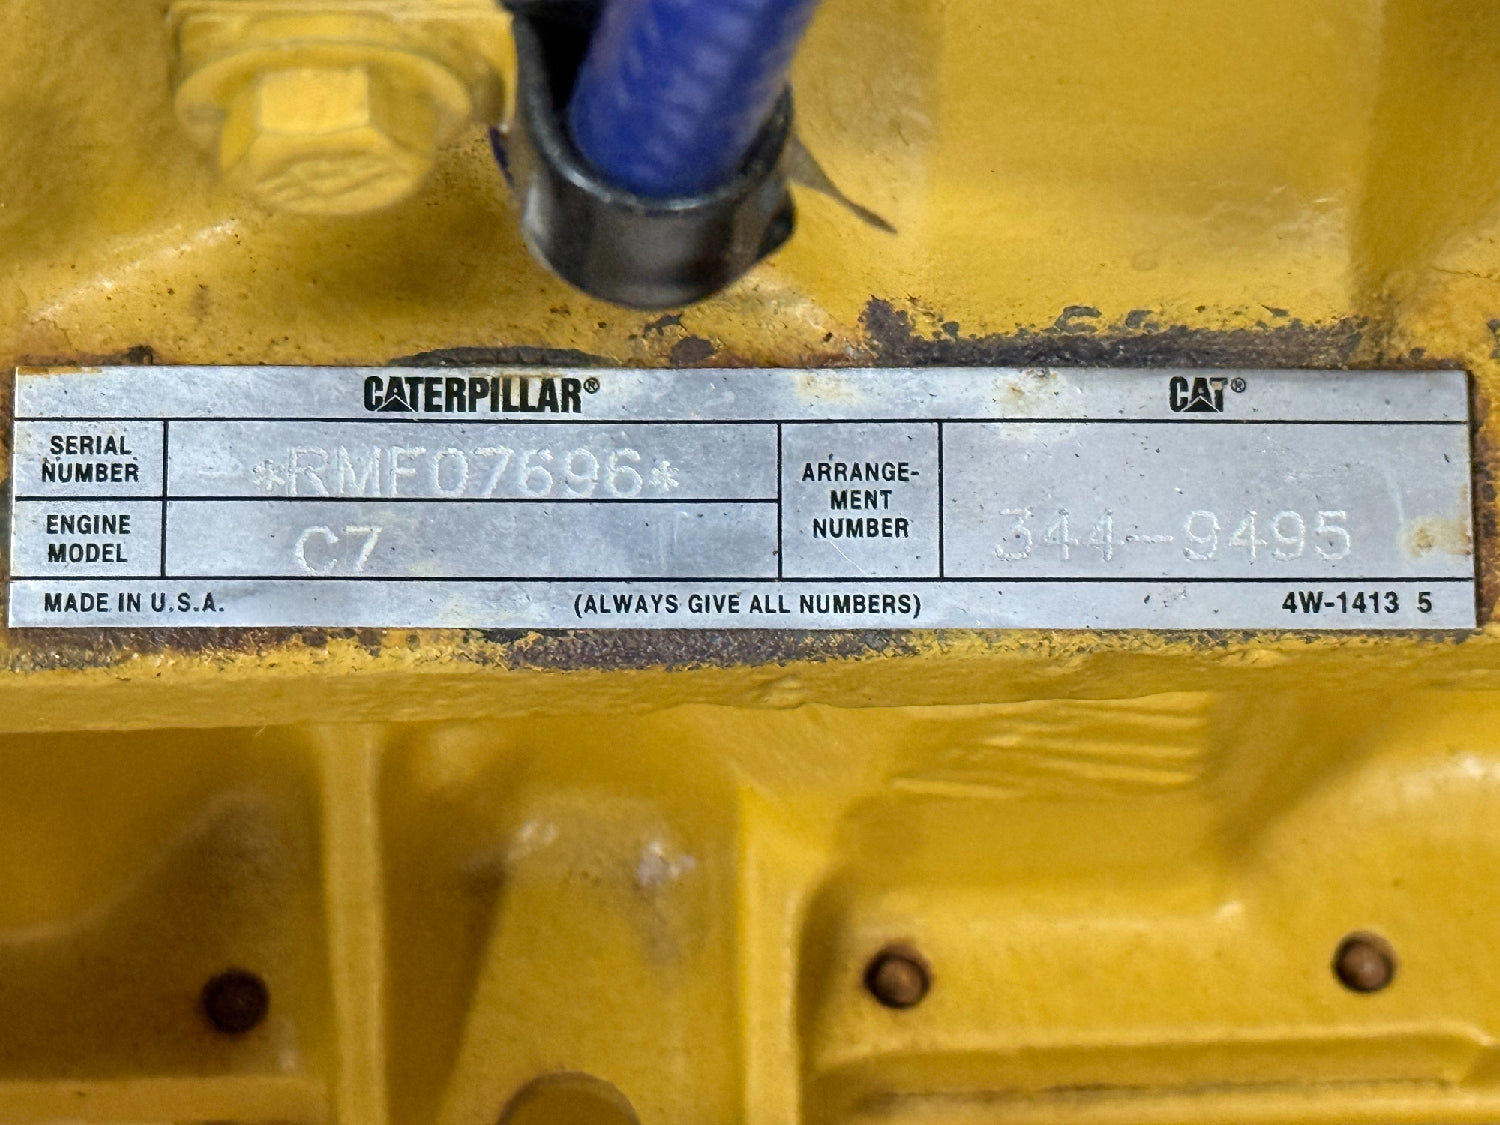 CATERPILLAR® CAT®
SERIAL NUMBER *RMF07696*
ENGINE MODEL C7
ARRANGE-
MENT
NUMBER 344-9495
MADE IN U.S.A. (ALWAYS GIVE ALL NUMBERS) 4W-1413 5